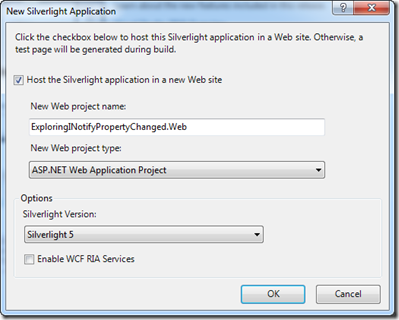 New Silverlight Application
Click the checkbox below to host this Silverlight application in a Web site. Otherwise, a
test page will be generated during build.
Host the Silverlight application in a new Web site
New Web project name:
ExploringINotifyPropertyChanged.Web
New Web project type:
ASP.NET Web Application Project
Options
Silverlight Version:
Silverlight 5
Enable WCF RIA Services
OK
Cancel